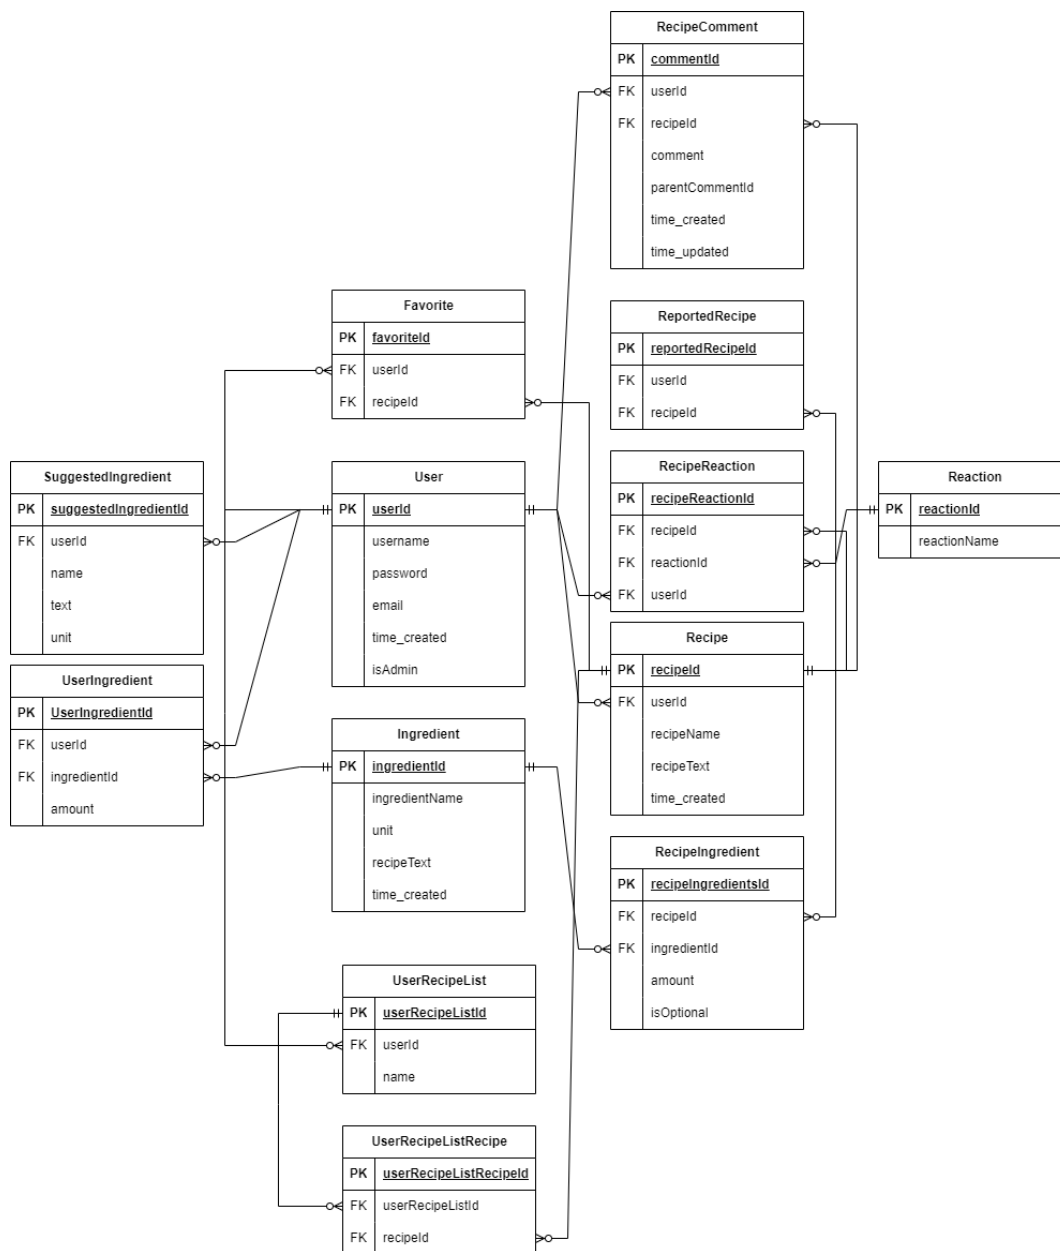 RecipeComment
PK commentId
FK userId
FK recipeId
comment
parentCommentId
time_created
time_updated
Favorite
PK favoriteId
FK userId
FK recipeId
ReportedRecipe
PK reportedRecipeId
FK userId
FK recipeId
SuggestedIngredient
PK suggestedIngredientId
FK userId
name
text
unit
User
PK userId
username
password
email
time_created
isAdmin
RecipeReaction
PK recipeReactionId
FK recipeId
FK reactionId
FK userId
Reaction
PK reactionId
reactionName
Recipe
PK recipeId
FK userId
recipeName
recipeText
time_created
UserIngredient
PK UserIngredientId
FK userId
FK ingredientId
amount
Ingredient
PK ingredientId
ingredientName
unit
recipeText
time_created
RecipeIngredient
PK recipeIngredientsId
FK recipeId
FK ingredientId
amount
isOptional
UserRecipeList
PK userRecipeListId
FK userId
name
UserRecipeListRecipe
PK userRecipeListRecipeId
FK userRecipeListId
FK recipeId